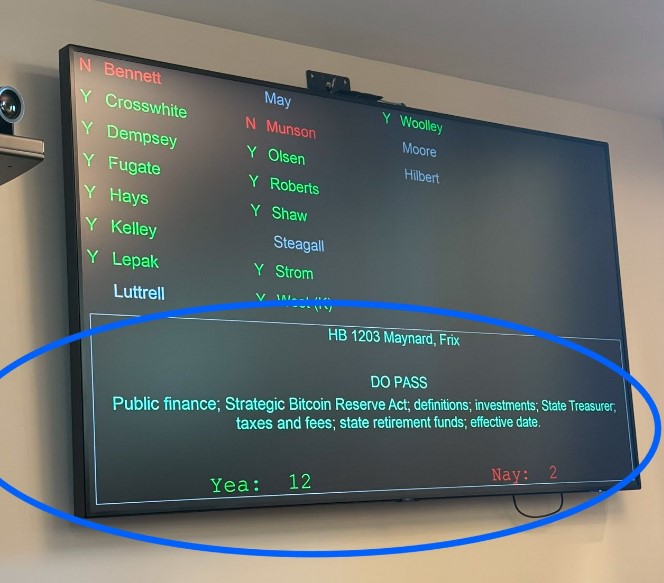 N Bennett
Y Crosswhite
Y Dempsey
Y Fugate
Y Hays
Y Kelley
Y Lepak
Luttrell
May
N Munson
Y Olsen
Y Roberts
Y Shaw
Steagall
Y Strom
Y West (K)
Y Woolley
Moore
Hilbert
HB 1203 Maynard, Frix
DO PASS
Public finance; Strategic Bitcoin Reserve Act; definitions; investments; State Treasurer;
taxes and fees; state retirement funds; effective date.
Yea: 12 Nay: 2